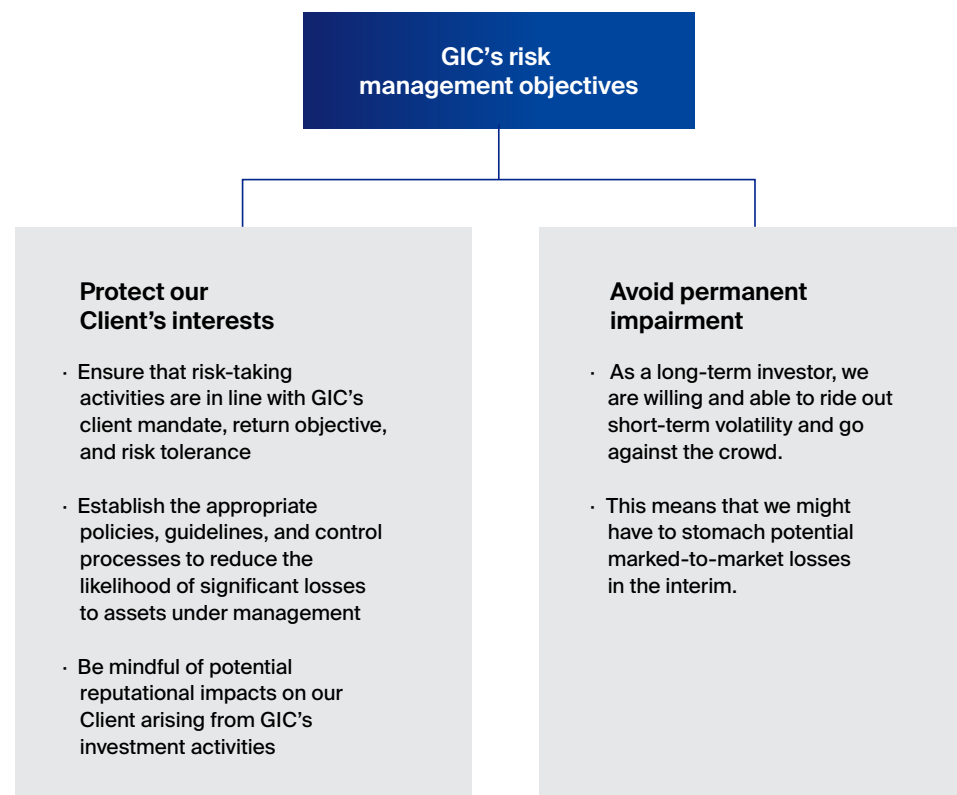 GIC’s risk
management objectives
Protect our
Client’s interests
· Ensure that risk-taking
activities are in line with GIC’s
client mandate, return objective,
and risk tolerance
· Establish the appropriate
policies, guidelines, and control
processes to reduce the
likelihood of significant losses
to assets under management
· Be mindful of potential
reputational impacts on our
Client arising from GIC’s
investment activities
Avoid permanent
impairment
· As a long-term investor, we
are willing and able to ride out
short-term volatility and go
against the crowd.
· This means that we might
have to stomach potential
marked-to-market losses
in the interim.